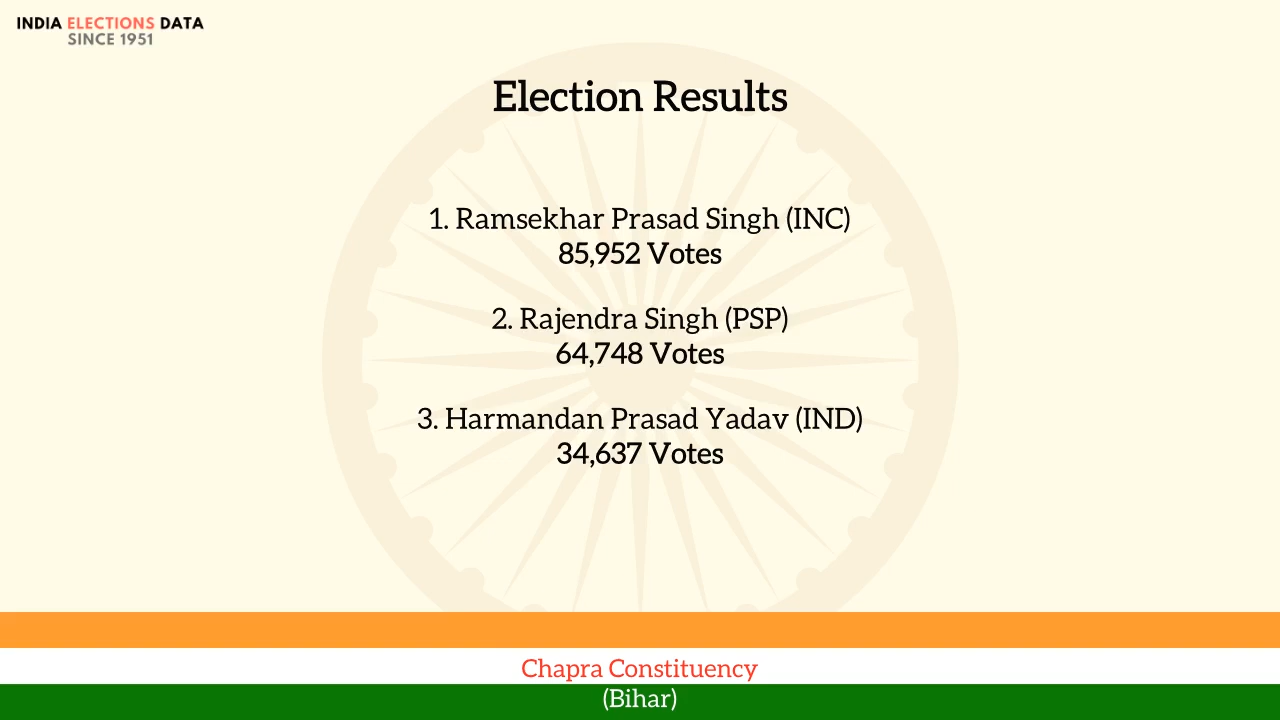 INDIA ELECTIONS DATA
SINCE 1951
Election Results
1. Ramsekhar Prasad Singh (INC)
85,952 Votes
2. Rajendra Singh (PSP)
64,748 Votes
3. Harmandan Prasad Yadav (IND)
34,637 Votes
Chapra Constituency
(Bihar)